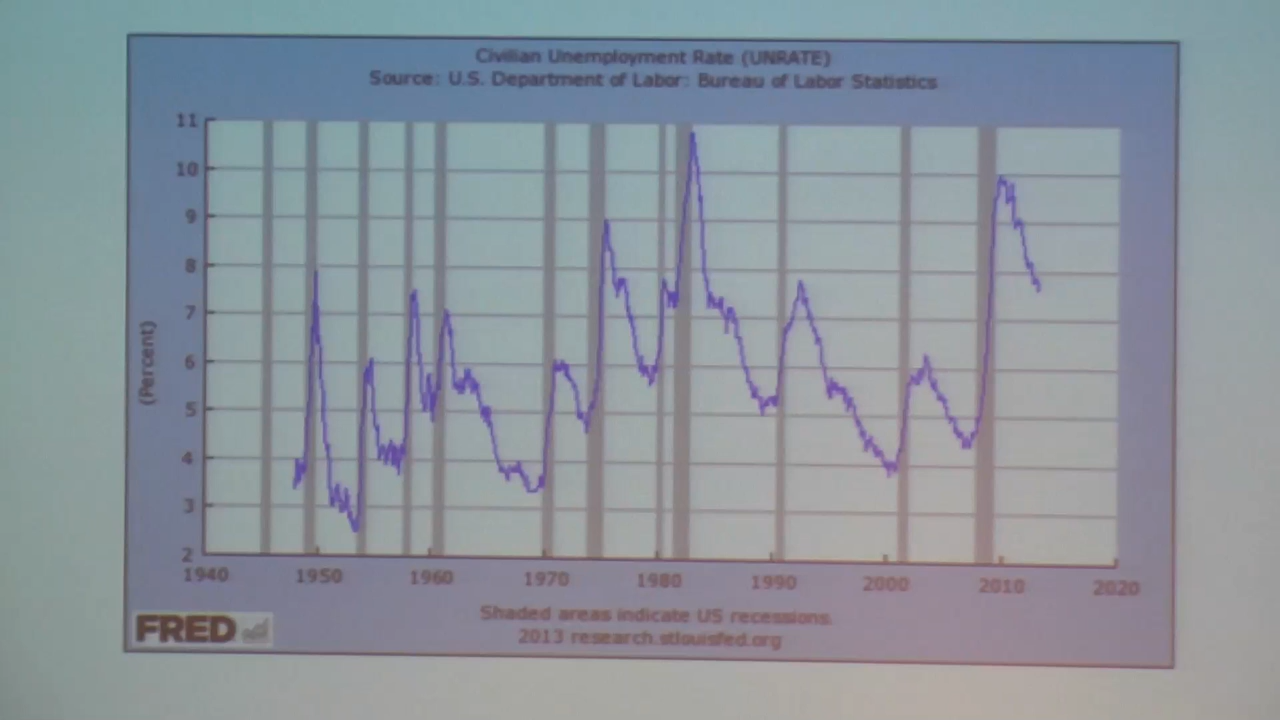 Civilian Unemployment Rate (UNRATE)
Source: U.S. Department of Labor: Bureau of Labor Statistics
11
10
9
8
7
6
5
4
3
2
(Percent)
1940 1950 1960 1970 1980 1990 2000 2010 2020
Shaded areas indicate US recessions.
2013 research.stlouisfed.org
FRED